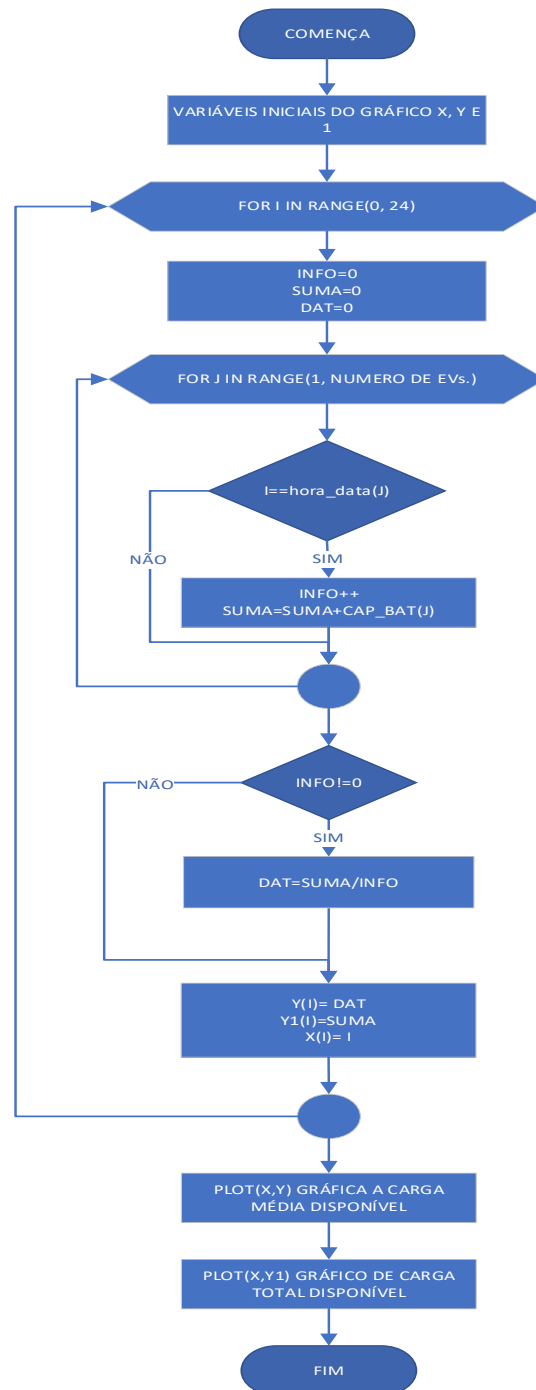 COMENÇA
VARIÁVEIS INICIAIS DO GRÁFICO X, Y E
1
FOR I IN RANGE(0, 24)
INFO=0
SUMA=0
DAT=0
FOR J IN RANGE(1, NUMERO DE EVs.)
I==hora_data(J)
NÃO
SIM
INFO++
SUMA=SUMA+CAP_BAT(J)
INFO!=0
NÃO
SIM
DAT=SUMA/INFO
Y(I)= DAT
Y1(I)=SUMA
X(I)= I
PLOT(X,Y) GRÁFICA A CARGA
MÉDIA DISPONÍVEL
PLOT(X,Y1) GRÁFICO DE CARGA
TOTAL DISPONÍVEL
FIM